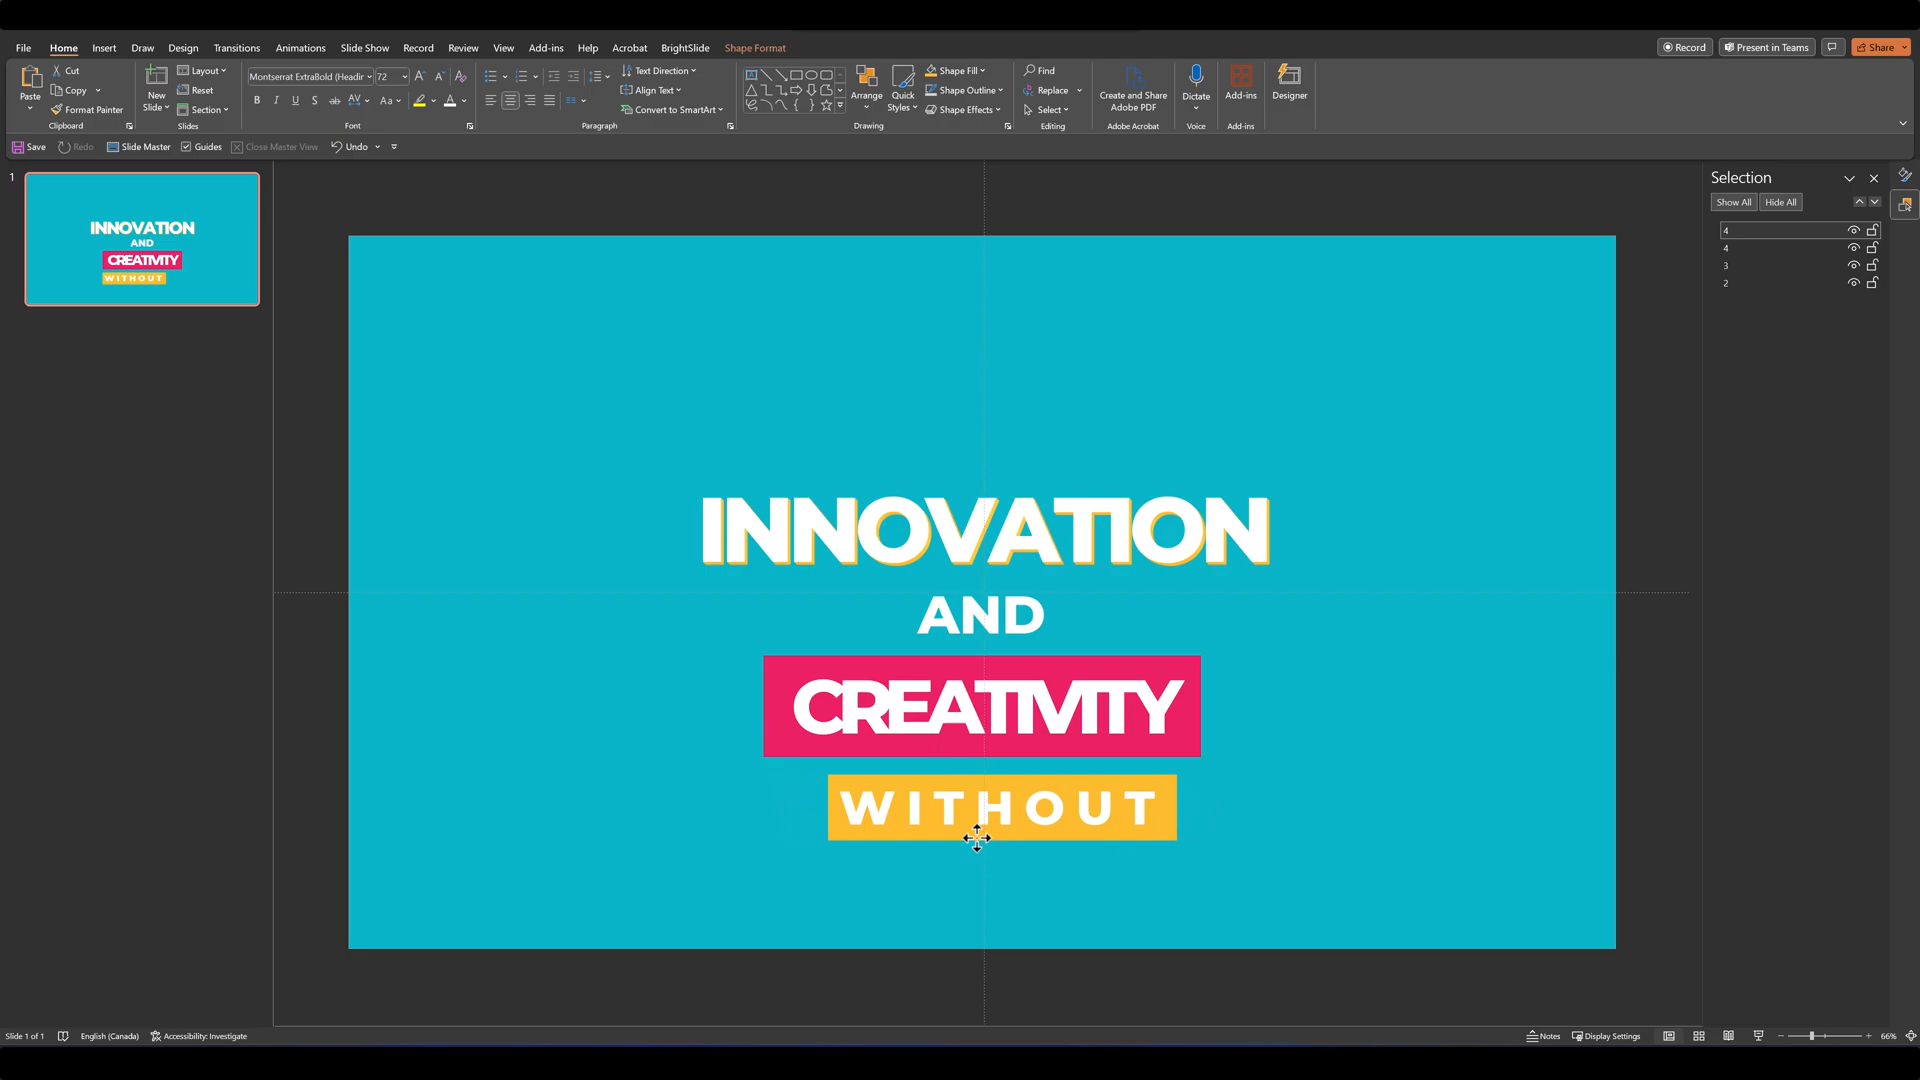 File Home Insert Draw Design Transitions Animations Slide Show Record Review View Add-ins Help Acrobat BrightSlide Shape Format Record Present in Teams Share
Paste Cut Copy Format Painter Clipboard
New Slide Layout Reset Section Slides
Montserrat ExtraBold (Headir 72 Font
Text Direction Align Text Convert to SmartArt Paragraph
Arrange Quick Styles Shape Fill Shape Outline Shape Effects Drawing
Find Replace Select Editing
Create and Share Adobe PDF Adobe Acrobat
Dictate Voice
Add-ins Add-ins
Designer
Save Redo Slide Master Guides Close Master View Undo
1
INNOVATION
AND
CREATIVITY
WITHOUT
INNOVATION
AND
CREATIVITY
WITHOUT
Selection
Show All Hide All
4
4
3
2
Slide 1 of 1 English (Canada) Accessibility: Investigate Notes Display Settings 66%